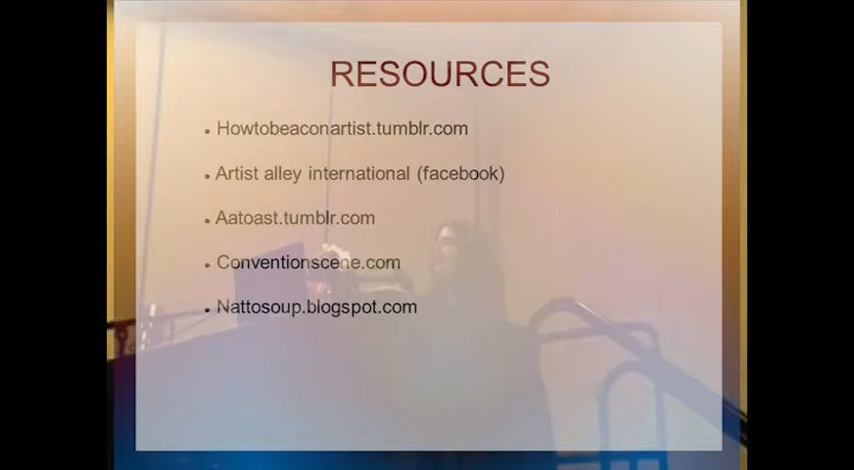 RESOURCES
• Howtobeaconartist.tumblr.com
• Artist alley international (facebook)
• Aatoast.tumblr.com
• Conventionscene.com
• Nattosoup.blogspot.com